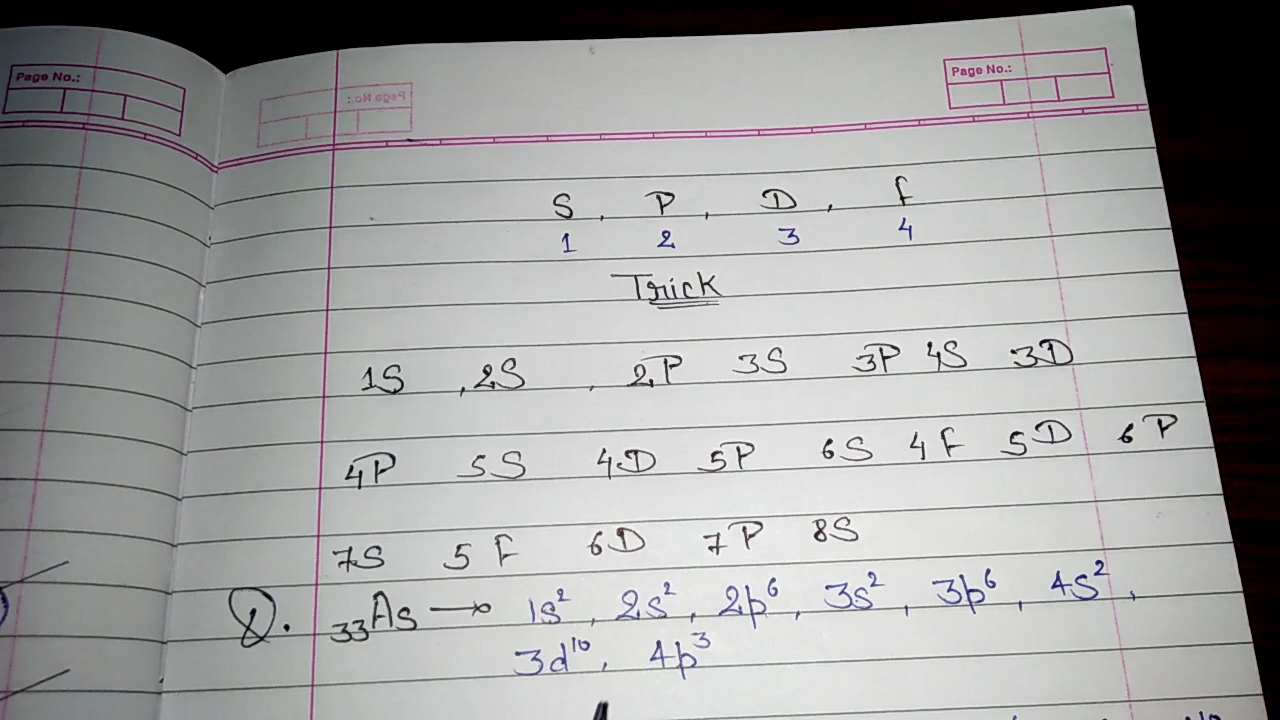 Page No.:
Page No.:
Page No.:
S , P , D , f
1 2 3 4
Trick
1S , 2S , 2P 3S 3P 4S 3D
4P 5S 4D 5P 6S 4F 5D 6P
7S 5F 6D 7P 8S
Q. ₃₃As → 1s², 2s², 2p⁶, 3s², 3p⁶, 4s²,
3d¹⁰, 4p³